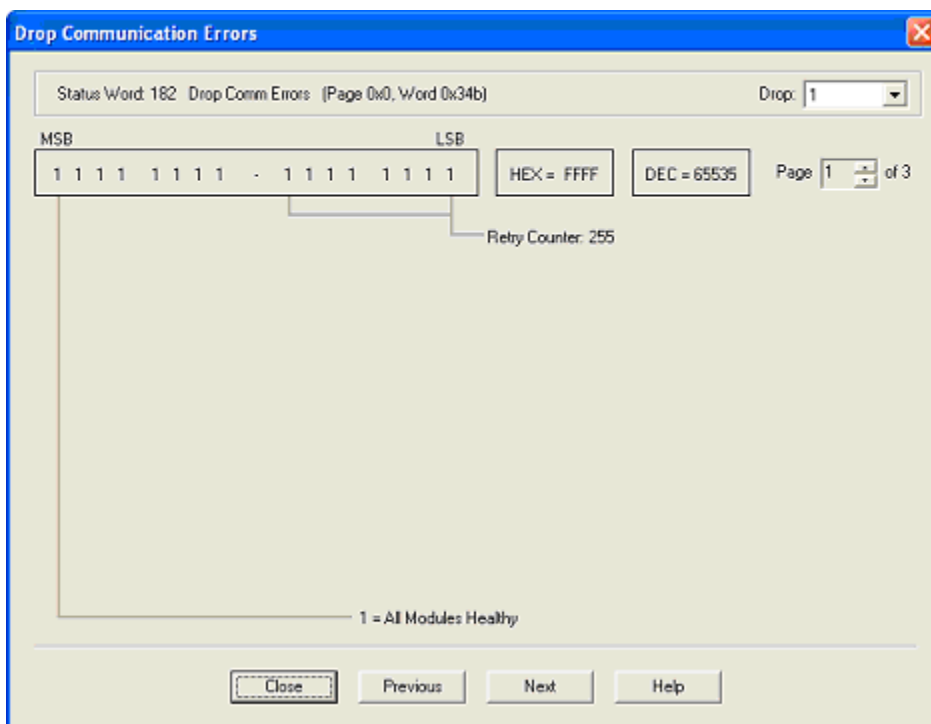 Drop Communication Errors
Status Word: 182 Drop Comm Errors (Page 0x0, Word 0x34b)
Drop: 1
MSB LSB
1 1 1 1 1 1 1 1 - 1 1 1 1 1 1 1 1
HEX = FFFF
DEC = 65535
Page 1 of 3
Retry Counter: 255
1 = All Modules Healthy
Close Previous Next Help